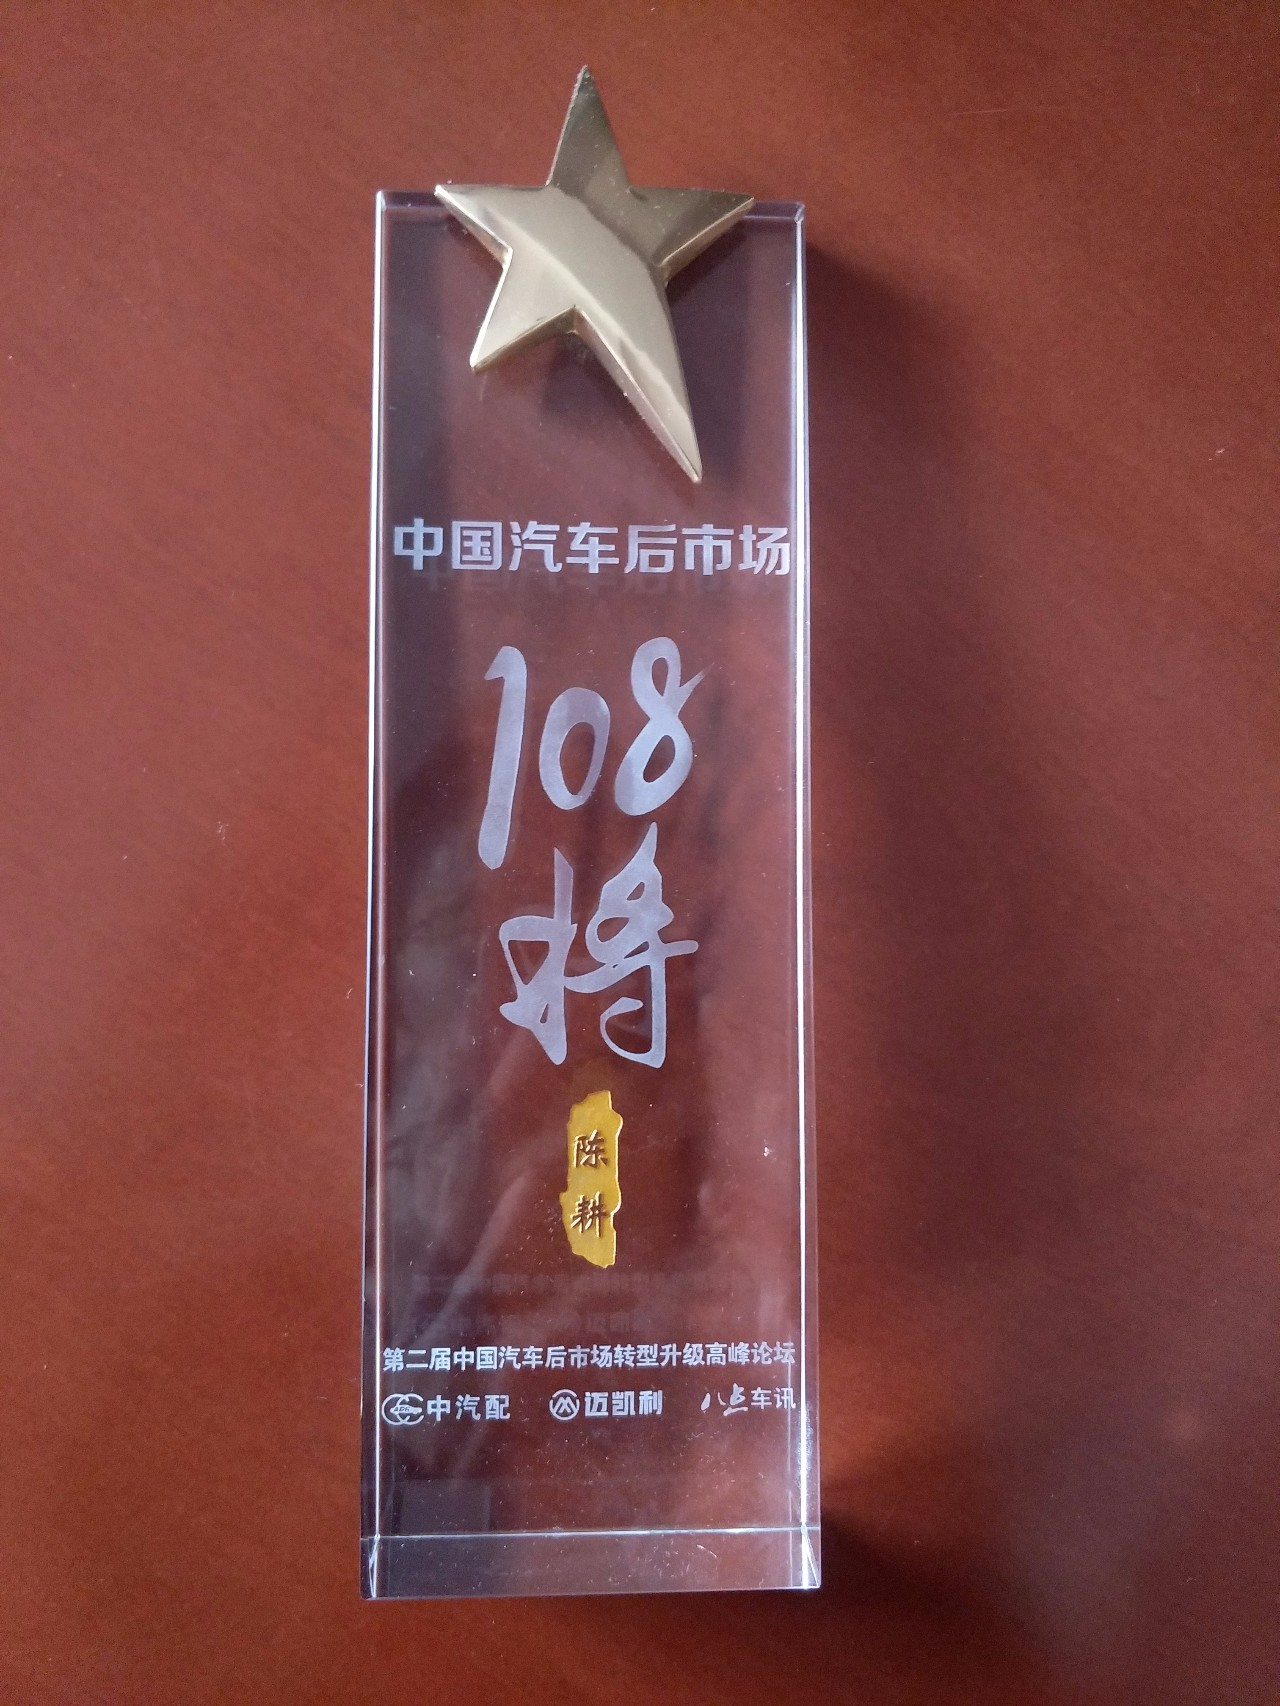 中国汽车后市场
108
将
陈
耕
第二届中国汽车后市场转型升级高峰论坛
中汽配 迈凯利 八点车讯